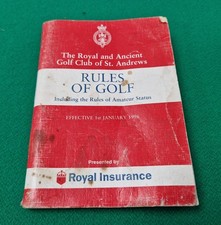 The Royal and Ancient
Golf Club of St. Andrews
RULES
OF GOLF
Including the Rules of Amateur Status
EFFECTIVE 1st JANUARY
Presented by
Royal Insurance